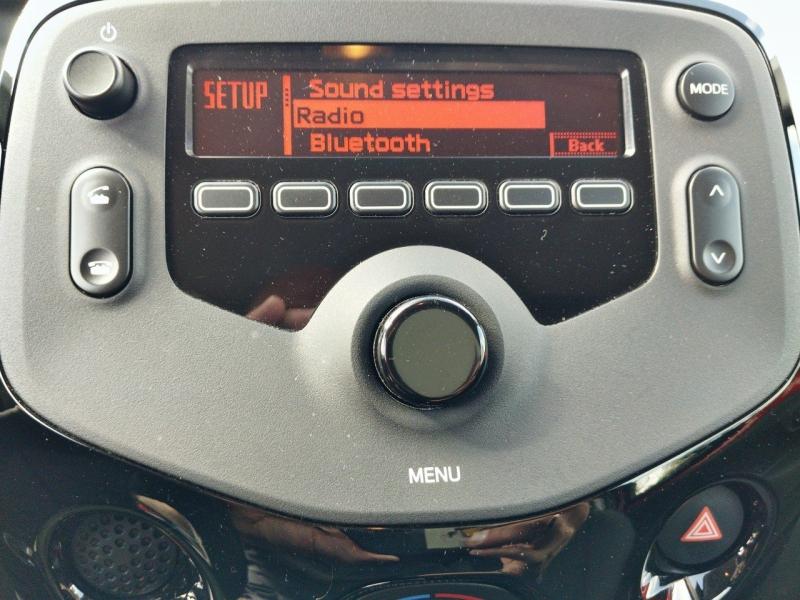 MODE
SETUP
Sound settings
Radio
Bluetooth
Back
MENU